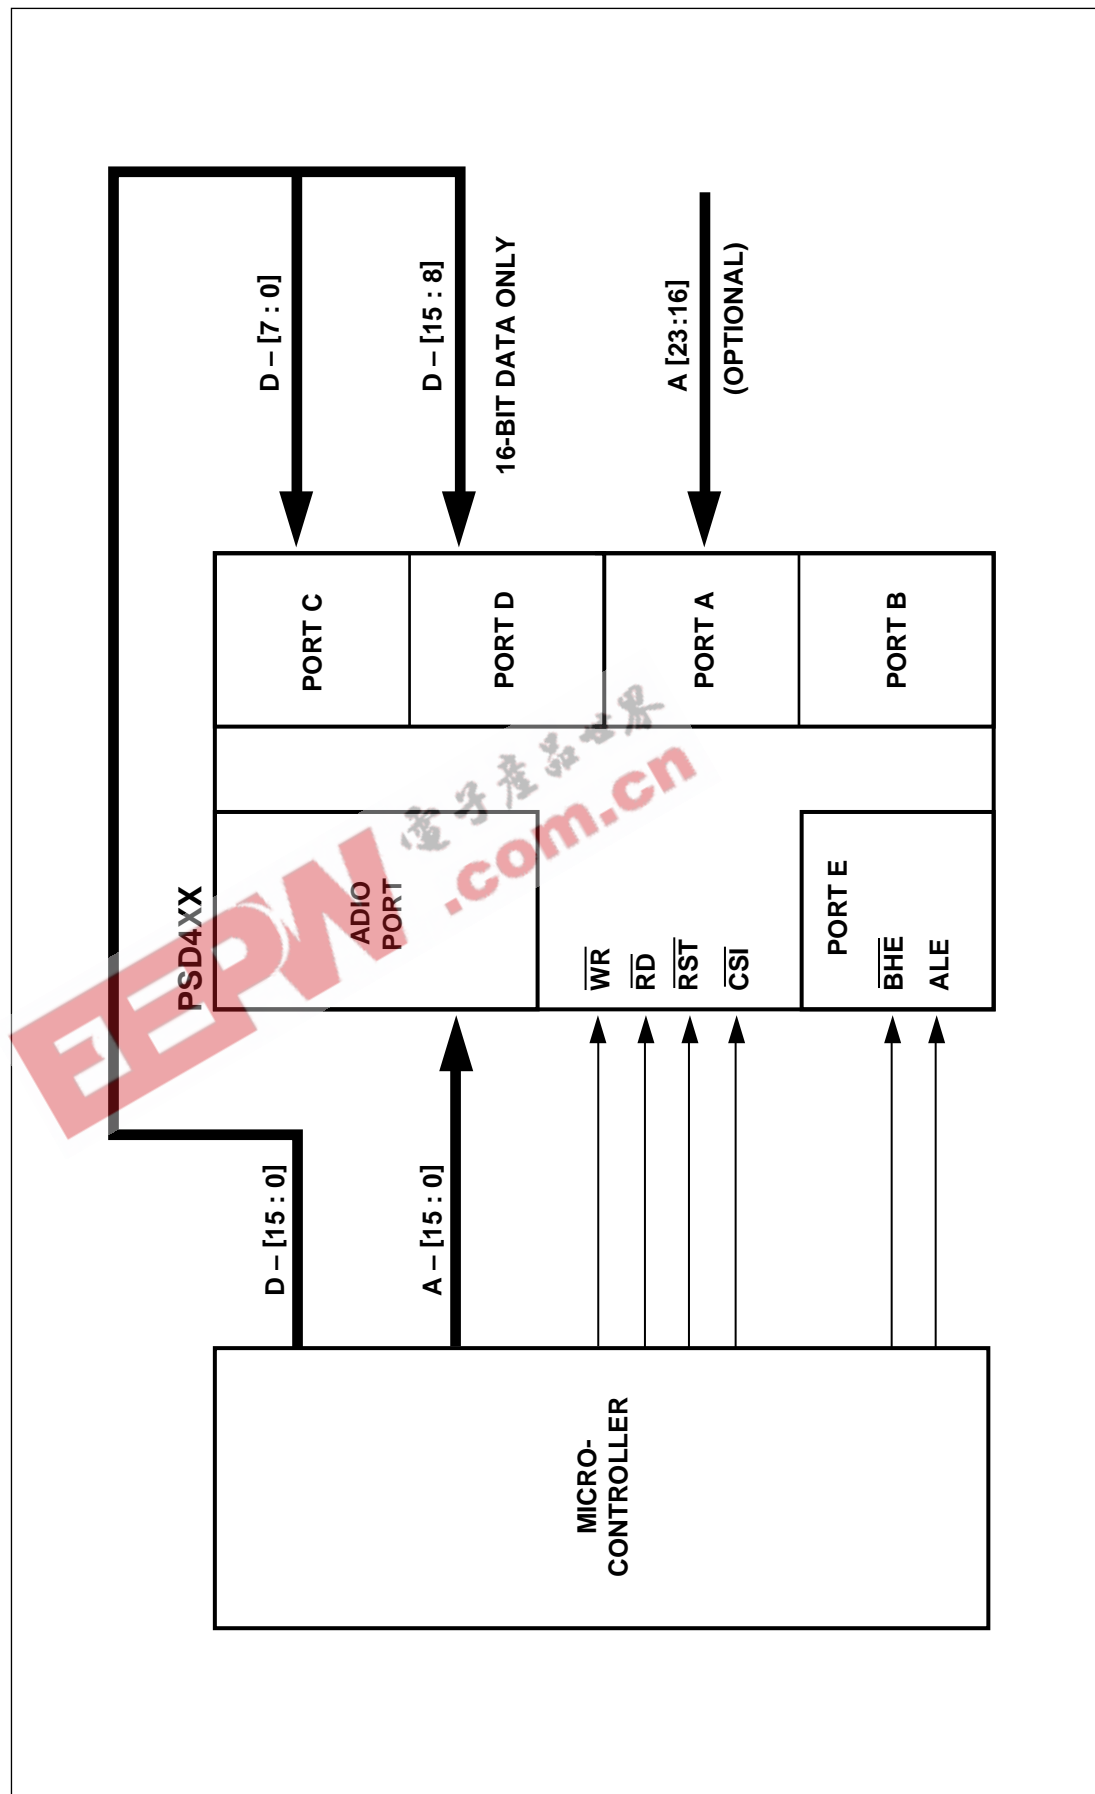 PSD4XX
MICRO-
CONTROLLER
D – [15 : 0]
A – [15 : 0]
ADIO
PORT
WR
RD
RST
CSI
PORT E
BHE
ALE
PORT C
PORT D
PORT A
PORT B
D – [7 : 0]
D – [15 : 8]
16-BIT DATA ONLY
A [23:16]
(OPTIONAL)
EEPW
電子產品世界
.com.cn